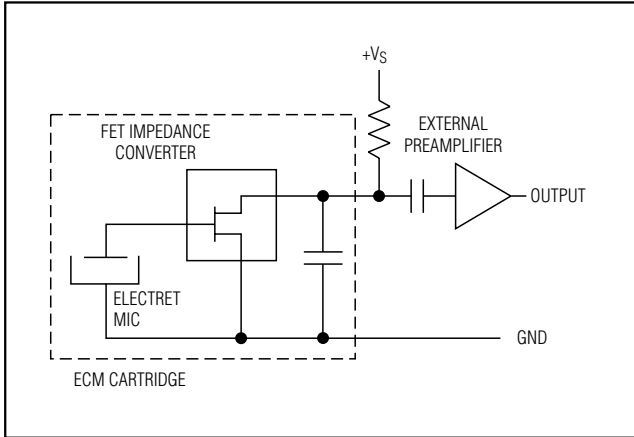 +VS
FET IMPEDANCE
CONVERTER
EXTERNAL
PREAMPLIFIER
OUTPUT
ELECTRET
MIC
GND
ECM CARTRIDGE